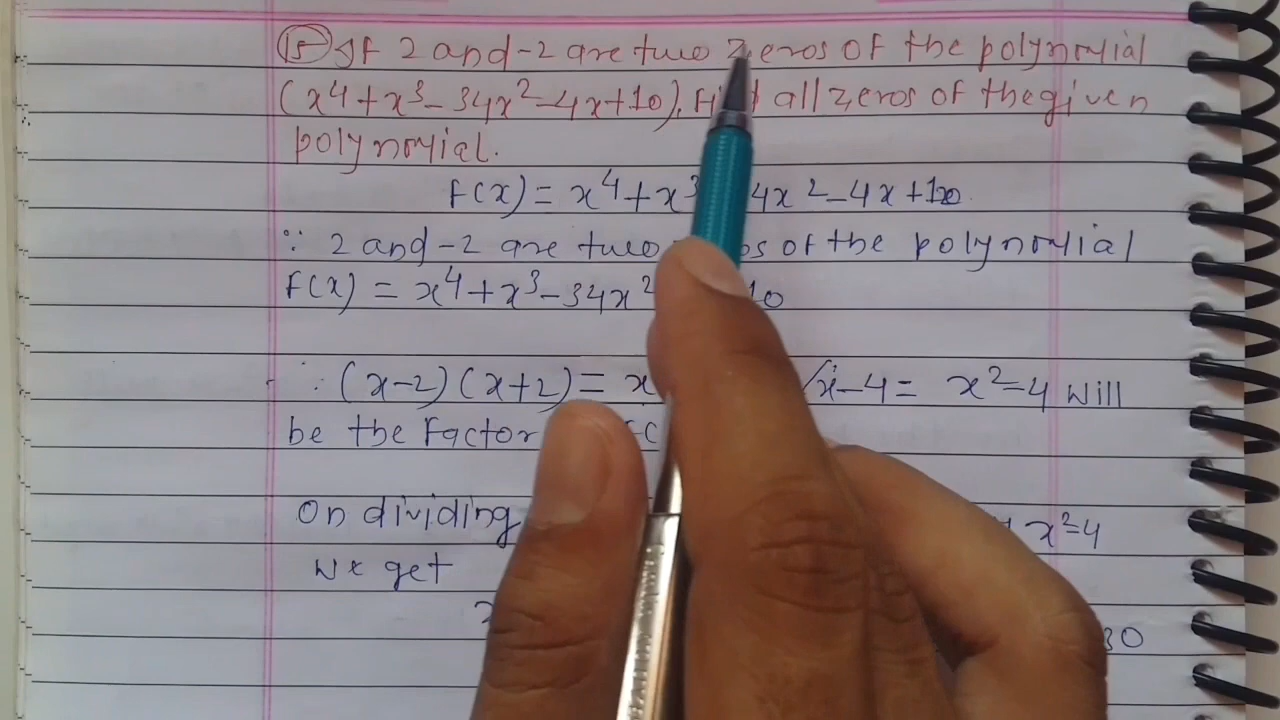 15 If 2 and -2 are two zeros of the polynomial
(x⁴+x³-34x²-4x+10). all zeros of the given
polynomial.
f(x) = x⁴+x³ 4x²-4x+1
∵ 2 and -2 are two of the polynomial
f(x) = x⁴+x³-34x² 10
∴ (x-2)(x+2) = x -4 = x²-4 will
be the factor
On dividing x²-4
we get
30